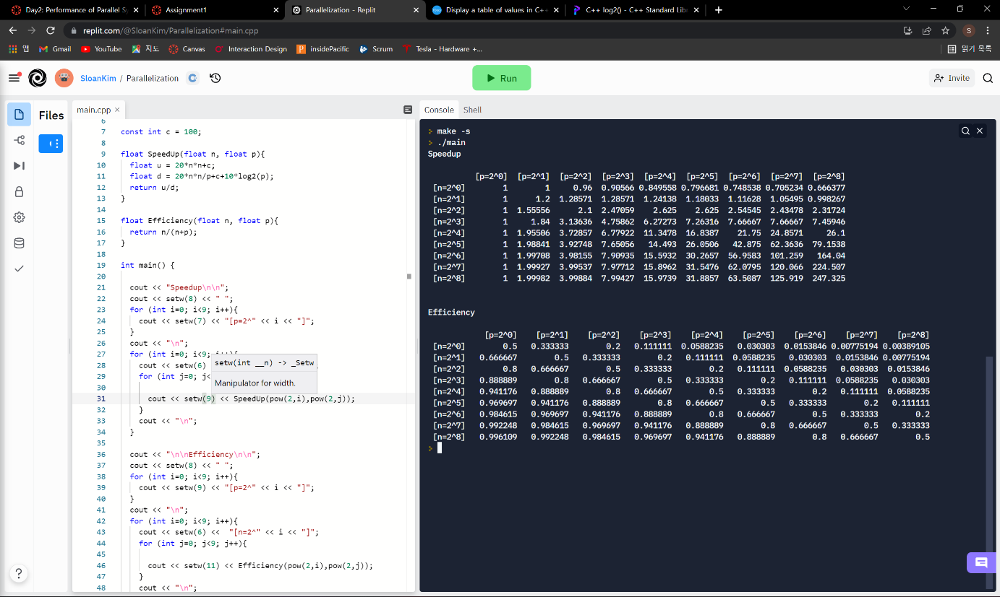 Day2: Performance of Parallel Sy
Assignment1
Parallelization - Replit
Display a table of values in C++
C++ log2() - C++ Standard Libr
replit.com/@SloanKim/Parallelization#main.cpp
S
앱 Gmail YouTube 지도 Canvas Interaction Design insidePacific Scrum Tesla - Hardware +... 읽기 목록
SloanKim / Parallelization
Run
Invite
Files
main.cpp
6
7 const int c = 100;
8
9 float SpeedUp(float n, float p){
10 float u = 20*n*n+c;
11 float d = 20*n*n/p+c+10*log2(p);
12 return u/d;
13 }
14
15 float Efficiency(float n, float p){
16 return n/(n+p);
17 }
18
19 int main() {
20
21 cout << "Speedup\n\n";
22 cout << setw(8) << " ";
23 for (int i=0; i<9; i++){
24 cout << setw(7) << "[p=2^" << i << "]";
25 }
26 cout << "\n";
27 for (int i=0; i<9; i++){
28 cout << setw(6)
29 for (int j=0; j<
30
31 cout << setw(9) << SpeedUp(pow(2,i),pow(2,j));
32 }
33 cout << "\n";
34 }
35
36 cout << "\n\nEfficiency\n\n";
37 cout << setw(8) << " ";
38 for (int i=0; i<9; i++){
39 cout << setw(9) << "[p=2^" << i << "]";
40 }
41 cout << "\n";
42 for (int i=0; i<9; i++){
43 cout << setw(6) << "[n=2^" << i << "]";
44 for (int j=0; j<9; j++){
45
46 cout << setw(11) << Efficiency(pow(2,i),pow(2,j));
47 }
48 cout << "\n";
setw(int __n) -> _Setw
Manipulator for width.
Console Shell
> make -s
> ./main
Speedup
[p=2^0] [p=2^1] [p=2^2] [p=2^3] [p=2^4] [p=2^5] [p=2^6] [p=2^7] [p=2^8]
[n=2^0] 1 1 0.96 0.90566 0.849558 0.796681 0.748538 0.705234 0.666377
[n=2^1] 1 1.2 1.28571 1.28571 1.24138 1.18033 1.11628 1.05495 0.998267
[n=2^2] 1 1.55556 2.1 2.47059 2.625 2.625 2.54545 2.43478 2.31724
[n=2^3] 1 1.84 3.13636 4.75862 6.27273 7.26316 7.66667 7.66667 7.45946
[n=2^4] 1 1.95506 3.72857 6.77922 11.3478 16.8387 21.75 24.8571 26.1
[n=2^5] 1 1.98841 3.92748 7.65056 14.493 26.0506 42.875 62.3636 79.1538
[n=2^6] 1 1.99708 3.98155 7.90935 15.5932 30.2657 56.9583 101.259 164.04
[n=2^7] 1 1.99927 3.99537 7.97712 15.8962 31.5476 62.0795 120.066 224.507
[n=2^8] 1 1.99982 3.99884 7.99427 15.9739 31.8857 63.5087 125.919 247.325
Efficiency
[p=2^0] [p=2^1] [p=2^2] [p=2^3] [p=2^4] [p=2^5] [p=2^6] [p=2^7] [p=2^8]
[n=2^0] 0.5 0.333333 0.2 0.111111 0.0588235 0.030303 0.0153846 0.00775194 0.00389105
[n=2^1] 0.666667 0.5 0.333333 0.2 0.111111 0.0588235 0.030303 0.0153846 0.00775194
[n=2^2] 0.8 0.666667 0.5 0.333333 0.2 0.111111 0.0588235 0.030303 0.0153846
[n=2^3] 0.888889 0.8 0.666667 0.5 0.333333 0.2 0.111111 0.0588235 0.030303
[n=2^4] 0.941176 0.888889 0.8 0.666667 0.5 0.333333 0.2 0.111111 0.0588235
[n=2^5] 0.969697 0.941176 0.888889 0.8 0.666667 0.5 0.333333 0.2 0.111111
[n=2^6] 0.984615 0.969697 0.941176 0.888889 0.8 0.666667 0.5 0.333333 0.2
[n=2^7] 0.992248 0.984615 0.969697 0.941176 0.888889 0.8 0.666667 0.5 0.333333
[n=2^8] 0.996109 0.992248 0.984615 0.969697 0.941176 0.888889 0.8 0.666667 0.5
>